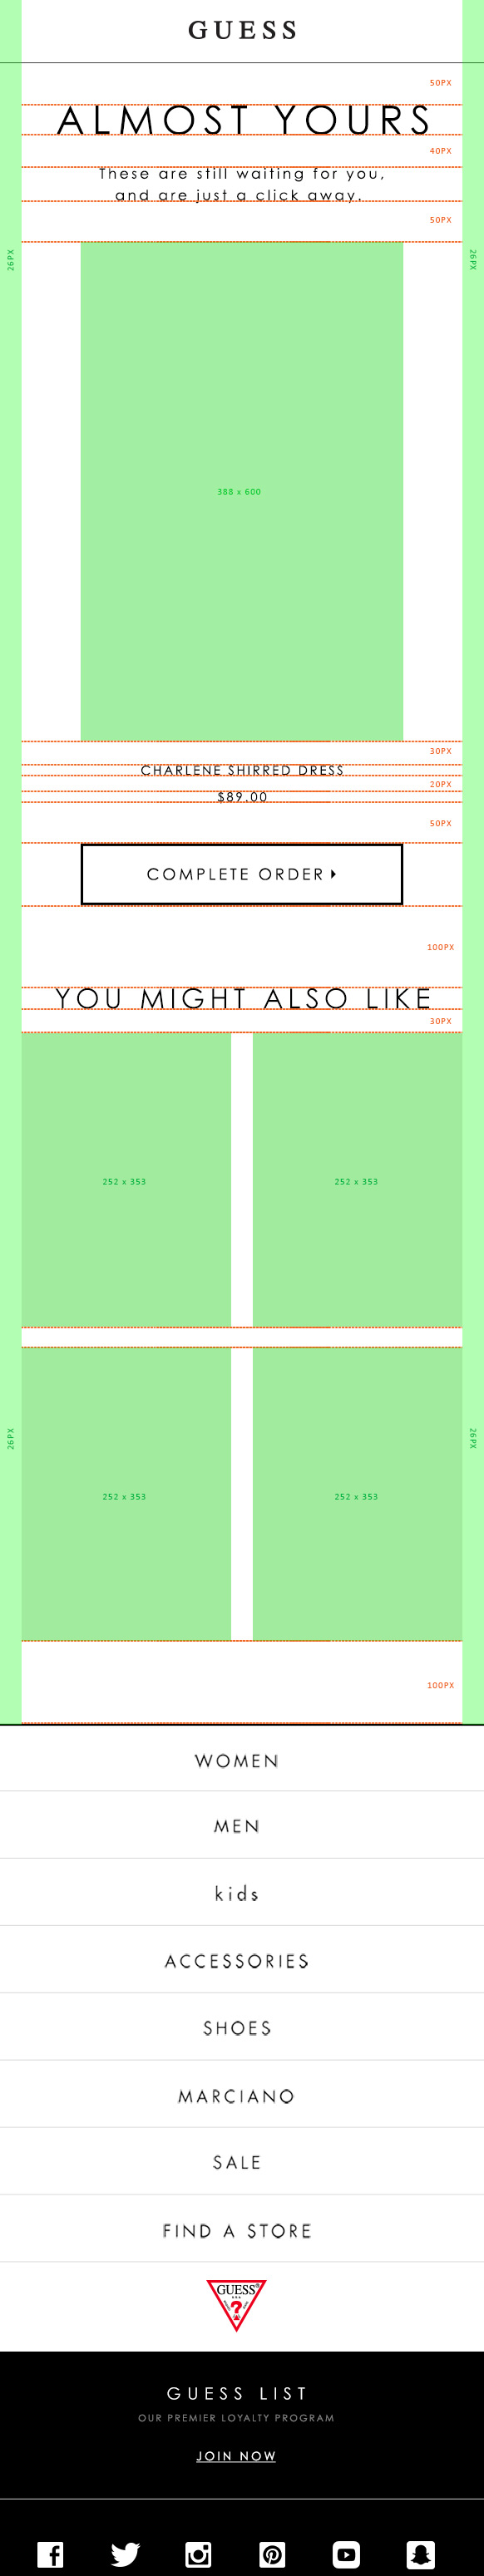 GUESS
50PX
ALMOST YOURS
40PX
These are still waiting for you,
and are just a click away.
50PX
26PX
26PX
388 x 600
30PX
CHARLENE SHIRRED DRESS
20PX
$89.00
50PX
COMPLETE ORDER
100PX
YOU MIGHT ALSO LIKE
30PX
252 x 353
252 x 353
26PX
26PX
252 x 353
252 x 353
100PX
WOMEN
MEN
kids
ACCESSORIES
SHOES
MARCIANO
SALE
FIND A STORE
GUESS®
?
GUESS LIST
OUR PREMIER LOYALTY PROGRAM
JOIN NOW